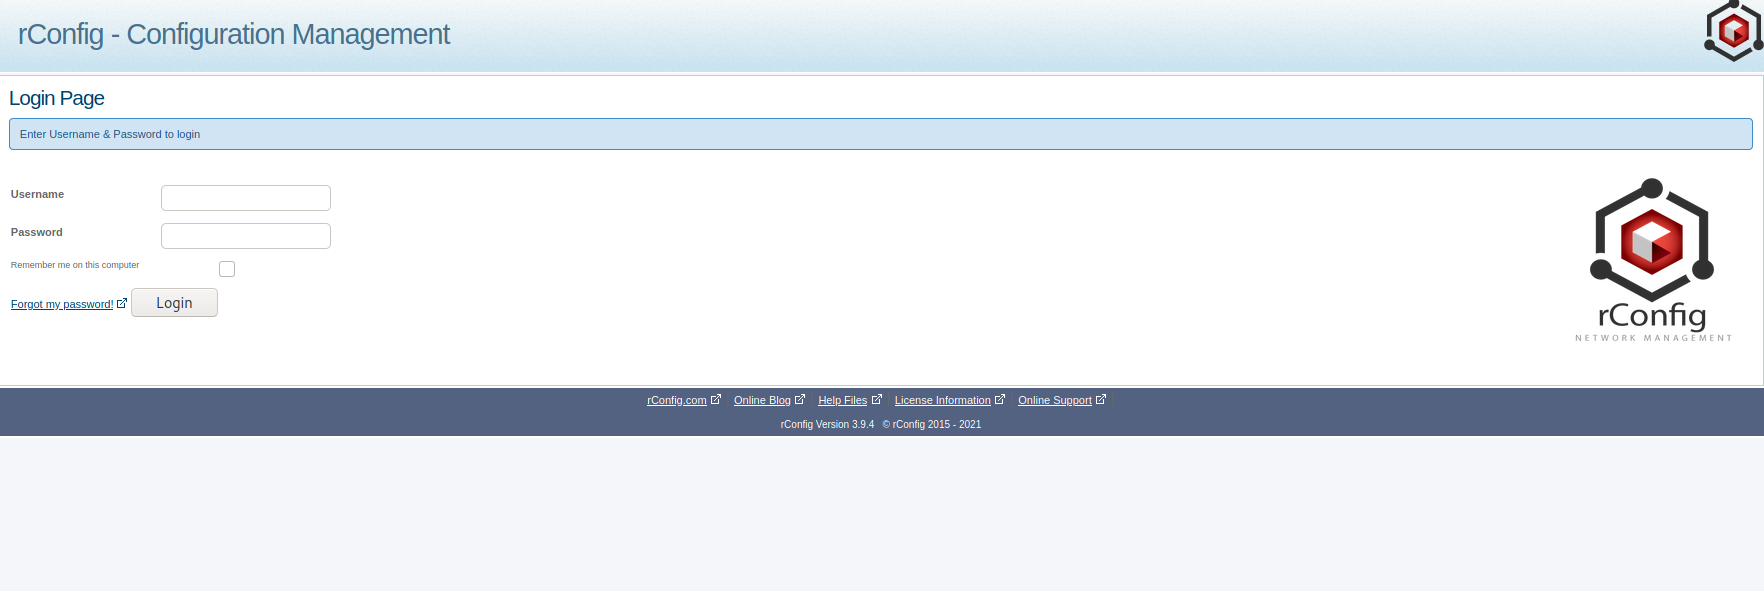 rConfig - Configuration Management
Login Page
Enter Username & Password to login
Username
Password
Remember me on this computer
Forgot my password! Login
rConfig
NETWORK MANAGEMENT
rConfig.com Online Blog Help Files License Information Online Support
rConfig Version 3.9.4 © rConfig 2015 - 2021